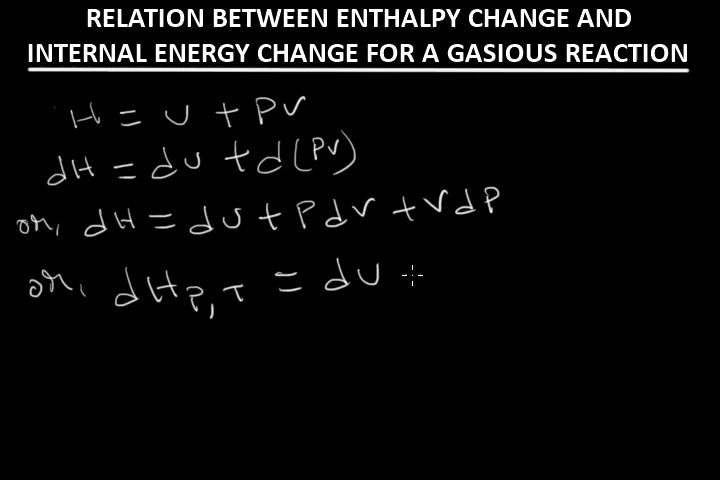 RELATION BETWEEN ENTHALPY CHANGE AND
INTERNAL ENERGY CHANGE FOR A GASIOUS REACTION
H = U + PV
dH = dU + d(PV)
or, dH = dU + PdV + VdP
or, dH_{P,T} = dU